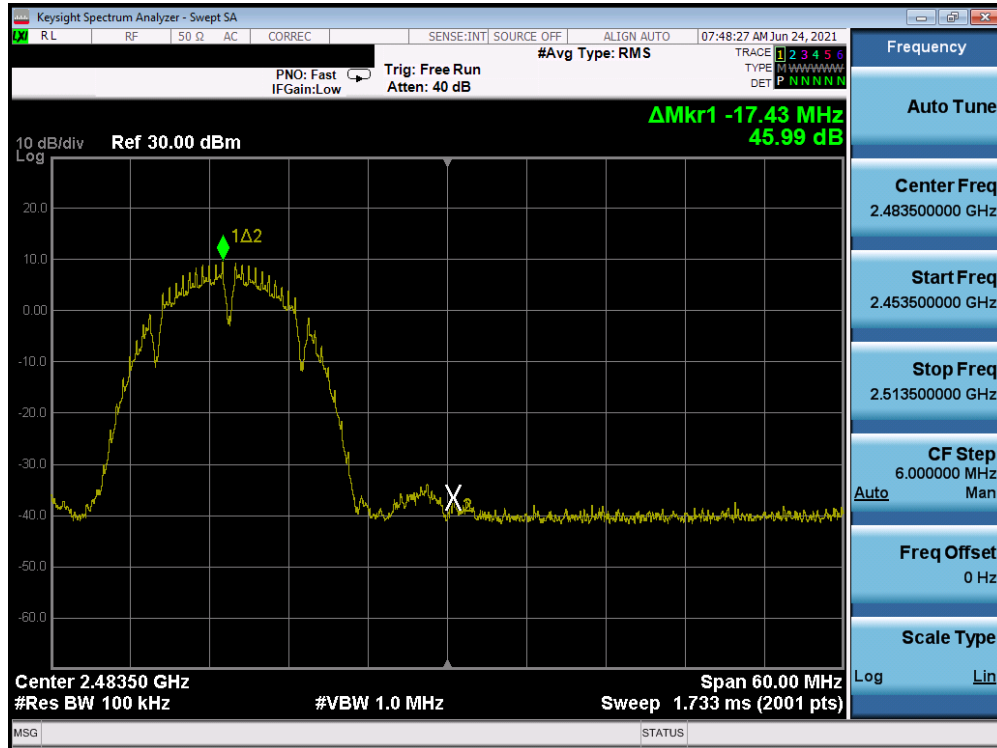 Keysight Spectrum Analyzer - Swept SA
LXI RL RF 50 Ω AC CORREC SENSE:INT SOURCE OFF ALIGN AUTO 07:48:27 AM Jun 24, 2021
#Avg Type: RMS
TRACE 1 2 3 4 5 6
TYPE M WWWWW
DET P N N N N N
PNO: Fast
IFGain:Low
Trig: Free Run
Atten: 40 dB
ΔMkr1 -17.43 MHz
45.99 dB
10 dB/div Ref 30.00 dBm
Log
20.0
10.0
0.00
-10.0
-20.0
-30.0
-40.0
-50.0
-60.0
1Δ2
X2
Center 2.48350 GHz
Span 60.00 MHz
#Res BW 100 kHz
#VBW 1.0 MHz
Sweep 1.733 ms (2001 pts)
MSG
STATUS
Frequency
Auto Tune
Center Freq
2.483500000 GHz
Start Freq
2.453500000 GHz
Stop Freq
2.513500000 GHz
CF Step
6.000000 MHz
Auto Man
Freq Offset
0 Hz
Scale Type
Log Lin